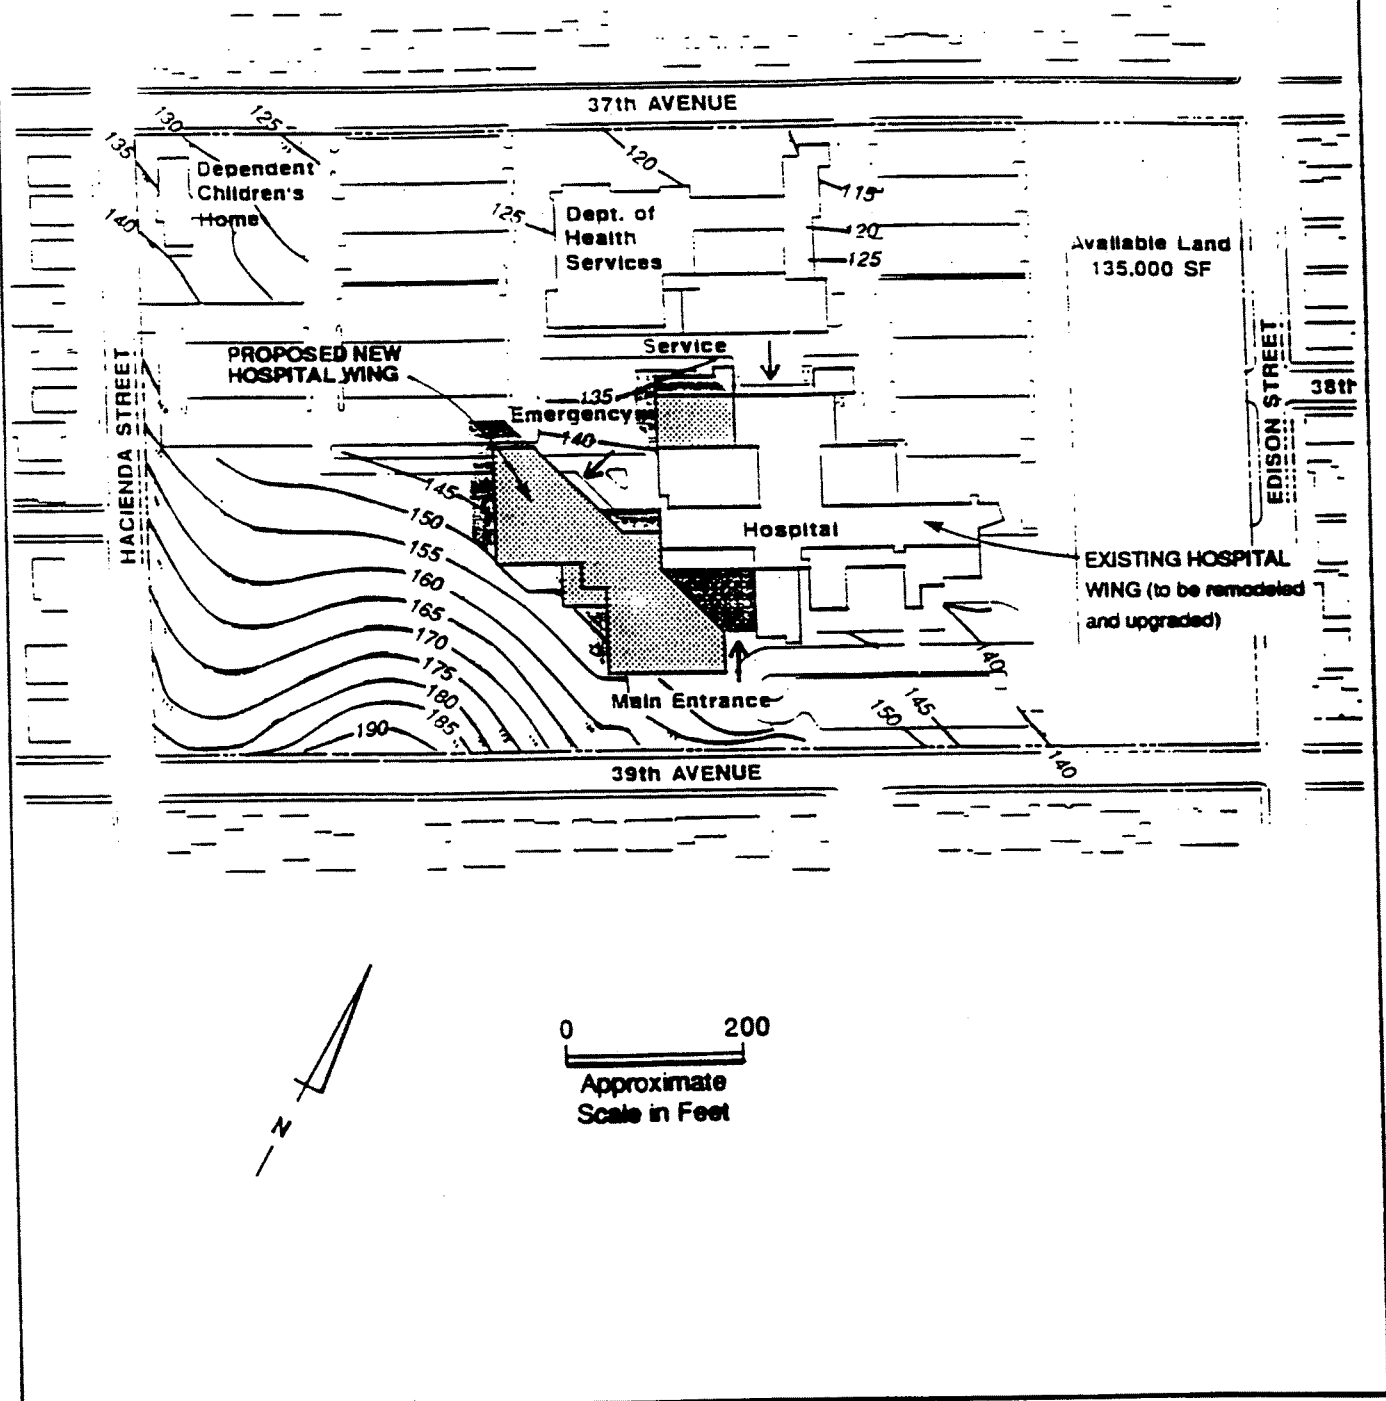 37th AVENUE
130
125
135
120
Dependent
Children's
Home
115
140
125
Dept. of
Health
Services
120
125
Available Land
135,000 SF
PROPOSED NEW
HOSPITAL WING
Service
HACIENDA STREET
EDISON STREET
38th
135
Emergency
140
145
150
Hospital
155
160
165
170
175
180
185
190
EXISTING HOSPITAL
WING (to be remodeled
and upgraded)
140
Main Entrance
150
145
140
39th AVENUE
N
0 200
Approximate
Scale in Feet